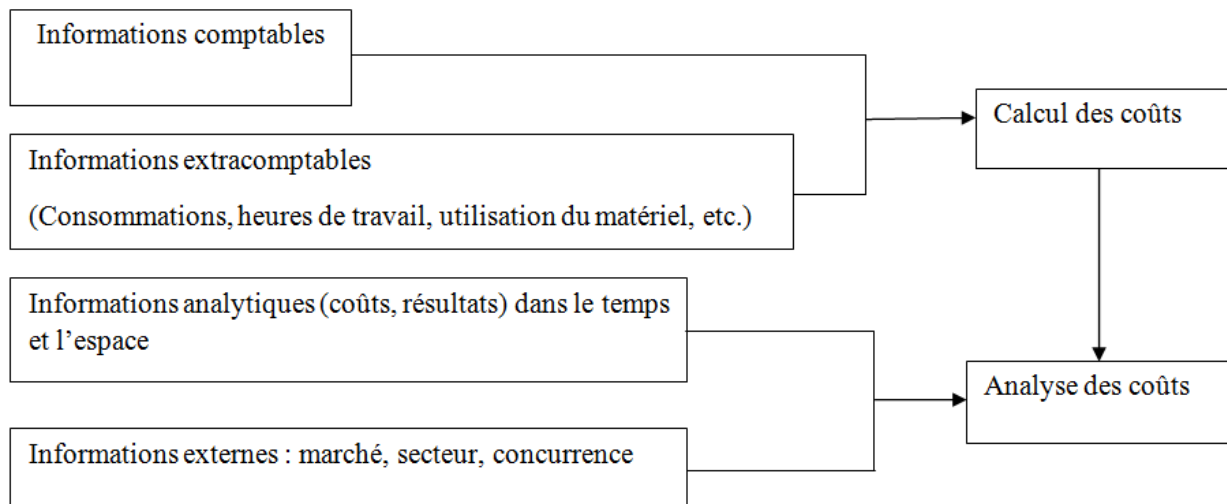 Informations comptables
Calcul des coûts
Informations extracomptables
(Consommations, heures de travail, utilisation du matériel, etc.)
Informations analytiques (coûts, résultats) dans le temps
et l’espace
Analyse des coûts
Informations externes : marché, secteur, concurrence